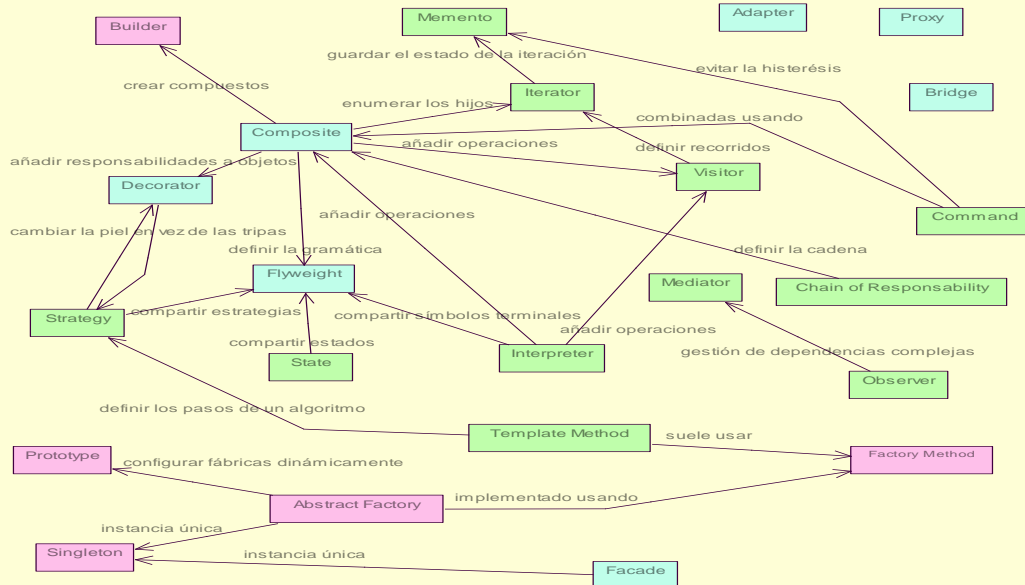 Adapter
Proxy
Memento
Builder
guardar el estado de la iteración
evitar la histerésis
crear compuestos
Iterator
Bridge
enumerar los hijos
combinadas usando
Composite
añadir operaciones
definir recorridos
añadir responsabilidades a objetos
Visitor
Decorator
añadir operaciones
Command
cambiar la piel en vez de las tripas
definir la gramática
definir la cadena
Flyweight
Mediator
Chain of Responsability
Strategy
compartir estrategias
compartir símbolos terminales
añadir operaciones
compartir estados
Interpreter
gestión de dependencias complejas
State
Observer
definir los pasos de un algoritmo
Template Method
suele usar
Prototype
configurar fábricas dinámicamente
Factory Method
Abstract Factory
implementado usando
instancia única
Singleton
instancia única
Facade